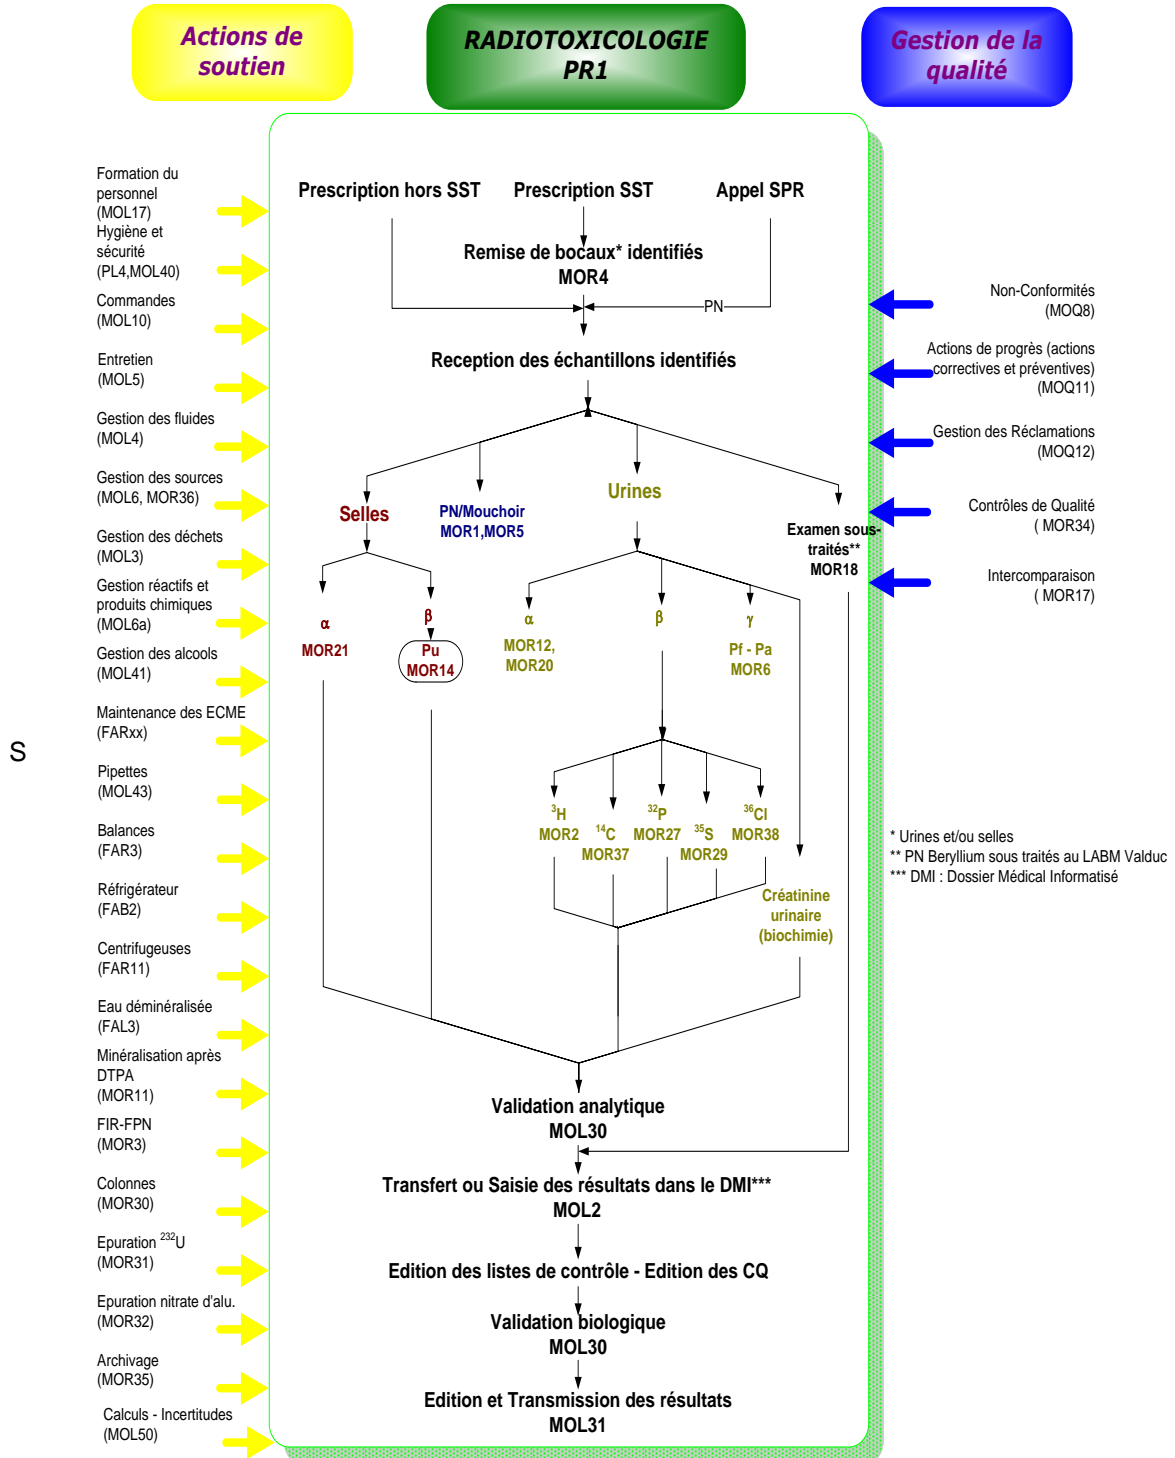 Actions de
soutien
RADIOTOXICOLOGIE
PR1
Gestion de la
qualité
Formation du
personnel
(MOL17)
Hygiène et
sécurité
(PL4,MOL40)
Commandes
(MOL10)
Entretien
(MOL5)
Gestion des fluides
(MOL4)
Gestion des sources
(MOL6, MOR36)
Gestion des déchets
(MOL3)
Gestion réactifs et
produits chimiques
(MOL6a)
Gestion des alcools
(MOL41)
Maintenance des ECME
(FARxx)
S
Pipettes
(MOL43)
Balances
(FAR3)
Réfrigérateur
(FAB2)
Centrifugeuses
(FAR11)
Eau déminéralisée
(FAL3)
Minéralisation après
DTPA
(MOR11)
FIR-FPN
(MOR3)
Colonnes
(MOR30)
Epuration ²³²U
(MOR31)
Epuration nitrate d'alu.
(MOR32)
Archivage
(MOR35)
Calculs - Incertitudes
(MOL50)
Prescription hors SST
Prescription SST
Appel SPR
Remise de bocaux* identifiés
MOR4
PN
Reception des échantillons identifiés
Selles
PN/Mouchoir
MOR1,MOR5
Urines
Examen sous-
traités**
MOR18
α
MOR21
β
Pu
MOR14
α
MOR12,
MOR20
β
γ
Pf - Pa
MOR6
³H
MOR2
¹⁴C
MOR37
³²P
MOR27
³⁵S
MOR29
³⁶Cl
MOR38
Créatinine
urinaire
(biochimie)
Validation analytique
MOL30
Transfert ou Saisie des résultats dans le DMI***
MOL2
Edition des listes de contrôle - Edition des CQ
Validation biologique
MOL30
Edition et Transmission des résultats
MOL31
Non-Conformités
(MOQ8)
Actions de progrès (actions
correctives et préventives)
(MOQ11)
Gestion des Réclamations
(MOQ12)
Contrôles de Qualité
( MOR34)
Intercomparaison
( MOR17)
* Urines et/ou selles
** PN Beryllium sous traités au LABM Valduc
*** DMI : Dossier Médical Informatisé